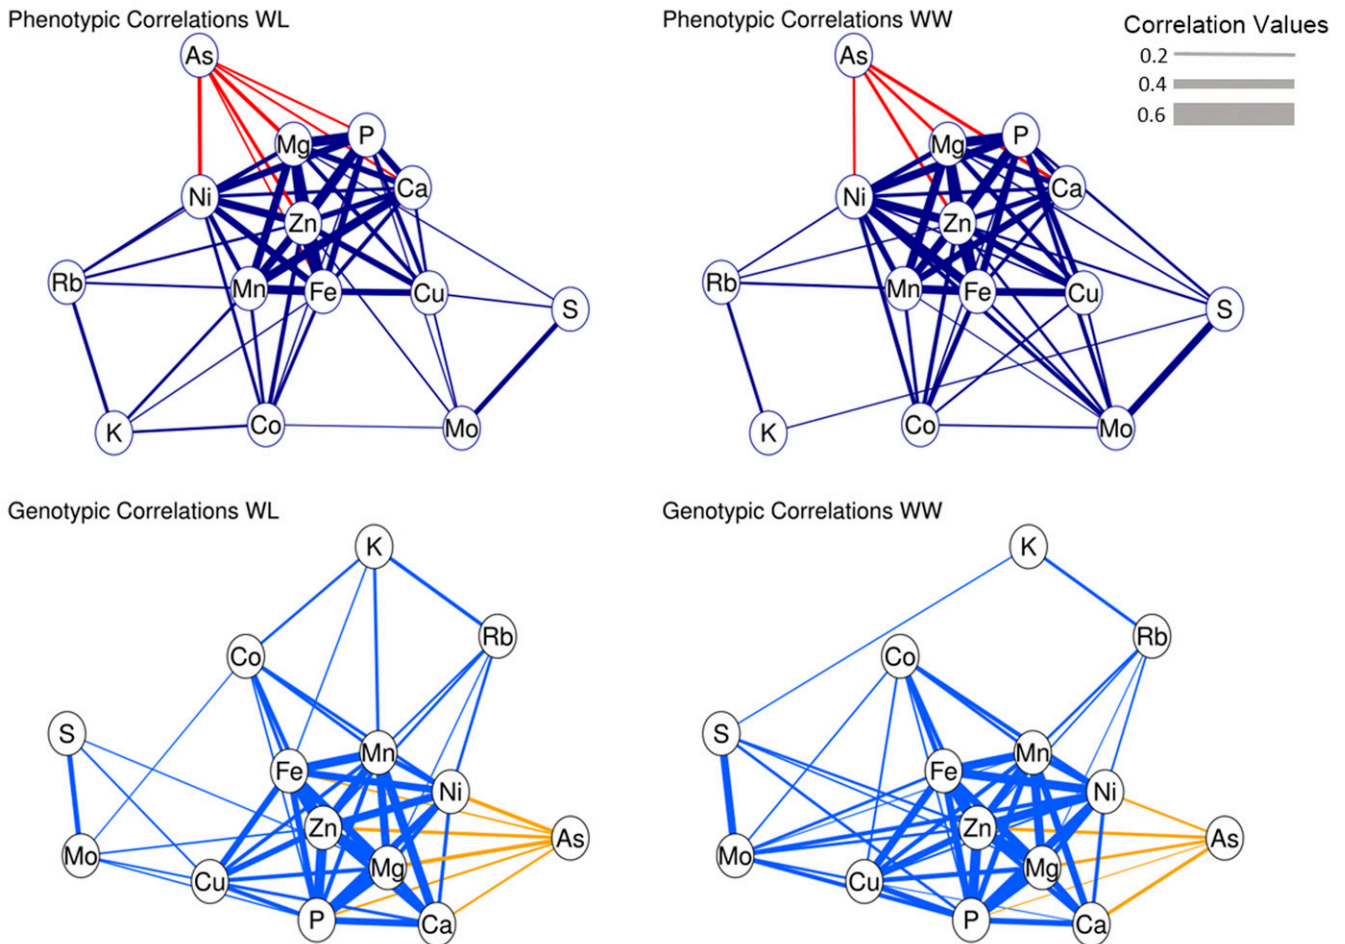 Phenotypic Correlations WL
Phenotypic Correlations WW
Correlation Values
0.2
0.4
0.6
As
Mg
P
Ni
Ca
Zn
Rb
Mn
Fe
Cu
S
K
Co
Mo
As
Mg
P
Ni
Ca
Zn
Rb
Mn
Fe
Cu
S
K
Co
Mo
Genotypic Correlations WL
Genotypic Correlations WW
K
Rb
Co
S
Mn
Fe
Ni
Zn
As
Mo
Mg
Cu
P
Ca
K
Rb
Co
S
Mn
Fe
Ni
Zn
As
Mo
Mg
Cu
P
Ca